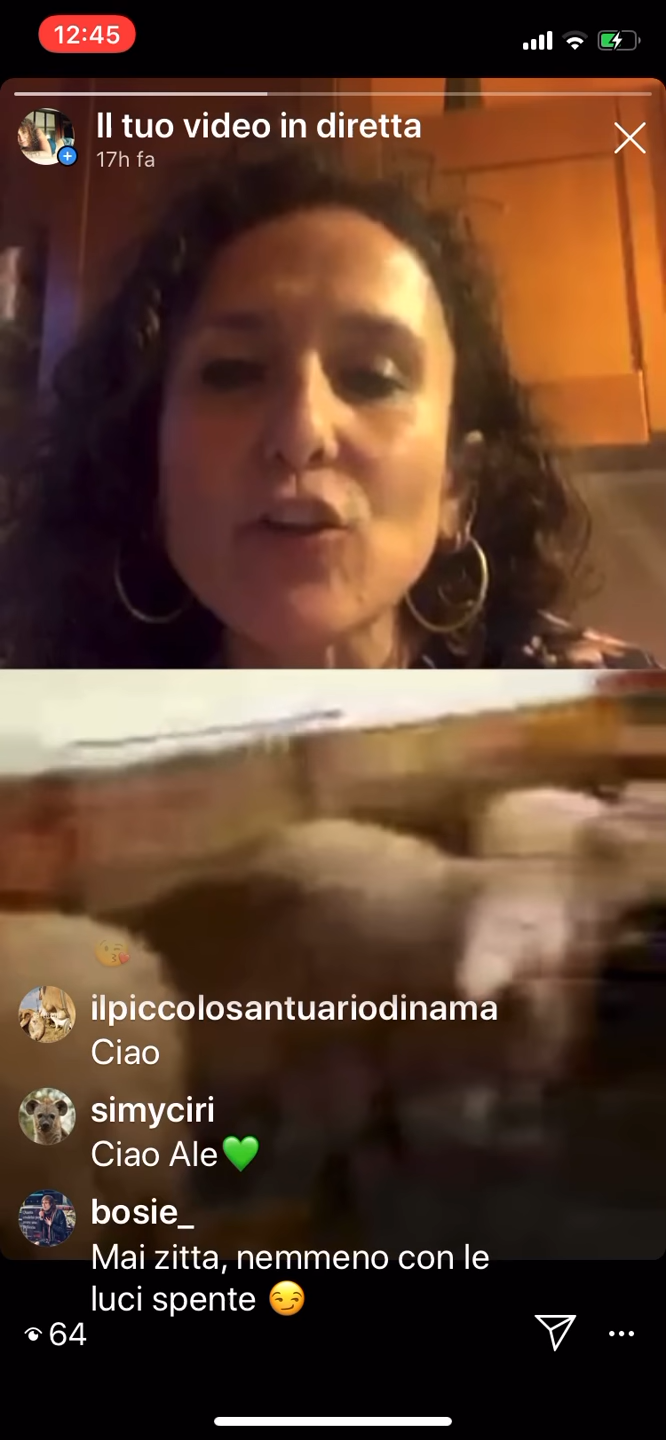 12:45
Il tuo video in diretta
17h fa
😘
ilpiccolosantuariodinama
Ciao
simyciri
Ciao Ale💚
bosie_
Mai zitta, nemmeno con le
luci spente 😏
64